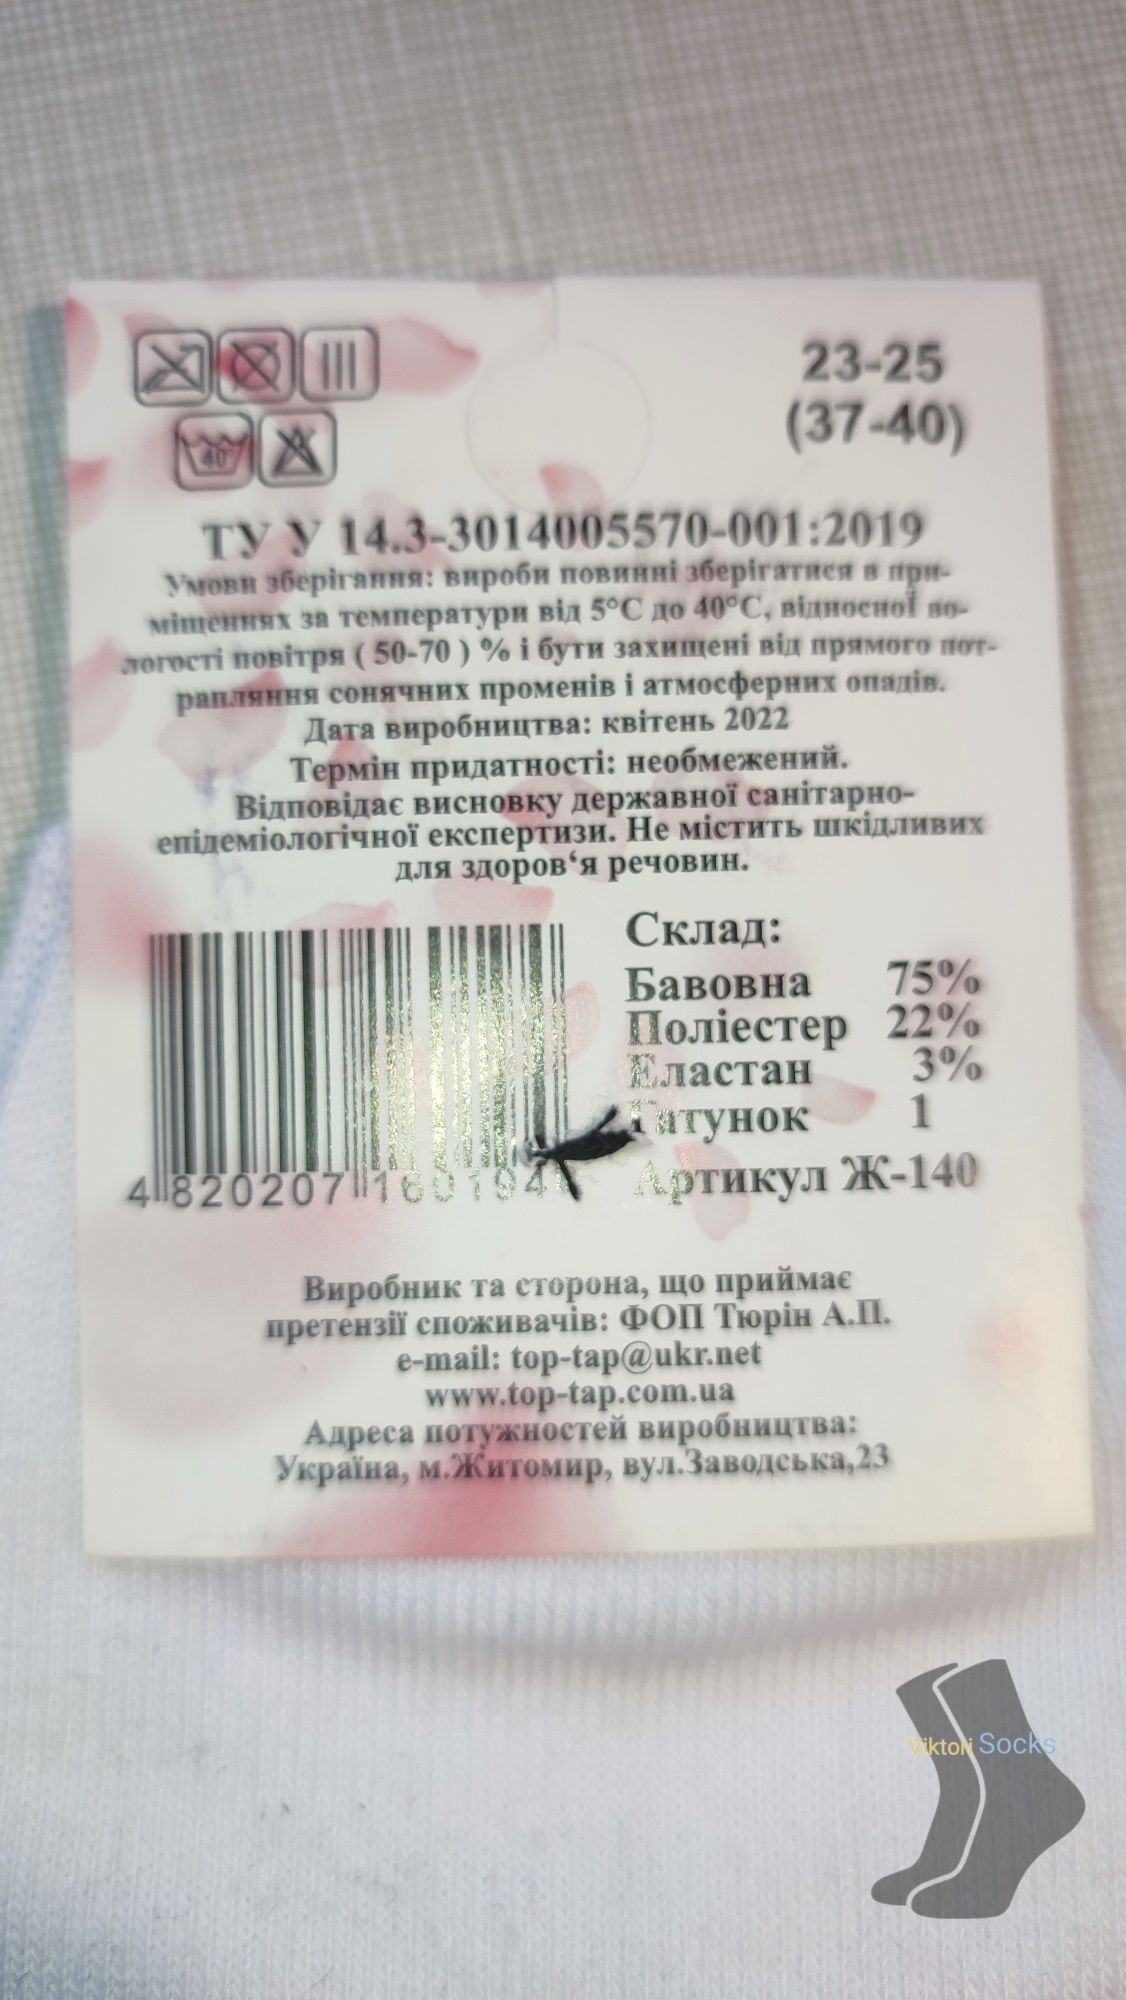 23-25
(37-40)
40°
ТУ У 14.3-3014005570-001:2019
Умови зберігання: вироби повинні зберігатися в при-
міщеннях за температури від 5°С до 40°С, відносної во-
логості повітря ( 50-70 ) % і бути захищені від прямого пот-
рапляння сонячних променів і атмосферних опадів.
Дата виробництва: квітень 2022
Термін придатності: необмежений.
Відповідає висновку державної санітарно-
епідеміологічної експертизи. Не містить шкідливих
для здоров‘я речовин.
Склад:
Бавовна 75%
Поліестер 22%
Еластан 3%
Гатунок 1
Артикул Ж-140
4 820207
Виробник та сторона, що приймає
претензії споживачів: ФОП Тюрін А.П.
e-mail: top-tap@ukr.net
www.top-tap.com.ua
Адреса потужностей виробництва:
Україна, м.Житомир, вул.Заводська,23
Viktori Socks